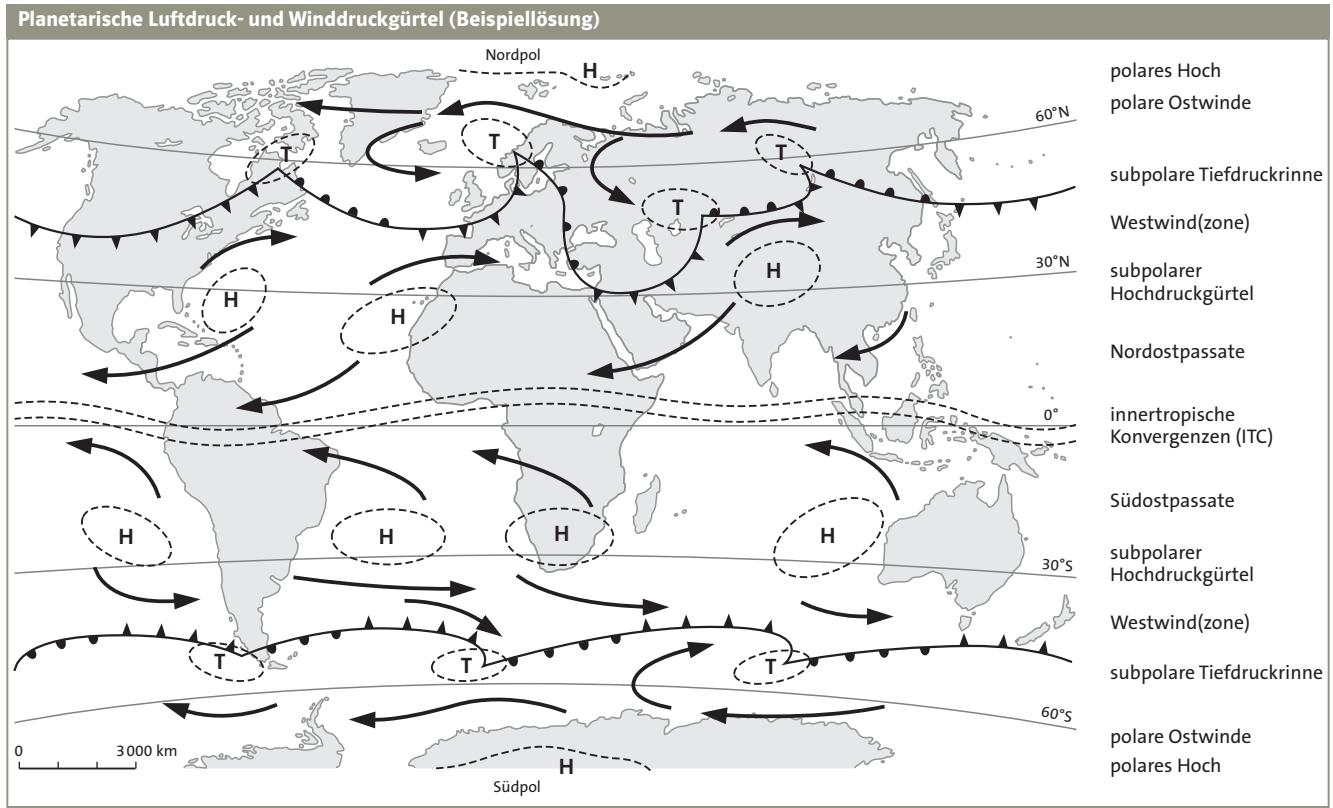 Planetarische Luftdruck- und Winddruckgürtel (Beispiellösung)
Nordpol
H
polares Hoch
polare Ostwinde
60°N
T
T
T
subpolare Tiefdruckrinne
T
Westwind(zone)
30°N
H
subpolarer
Hochdruckgürtel
H
H
Nordostpassate
0°
innertropische
Konvergenzen (ITC)
Südostpassate
H
H
H
H
subpolarer
Hochdruckgürtel
30°S
Westwind(zone)
T
T
T
subpolare Tiefdruckrinne
60°S
polare Ostwinde
0
3000 km
H
polares Hoch
Südpol